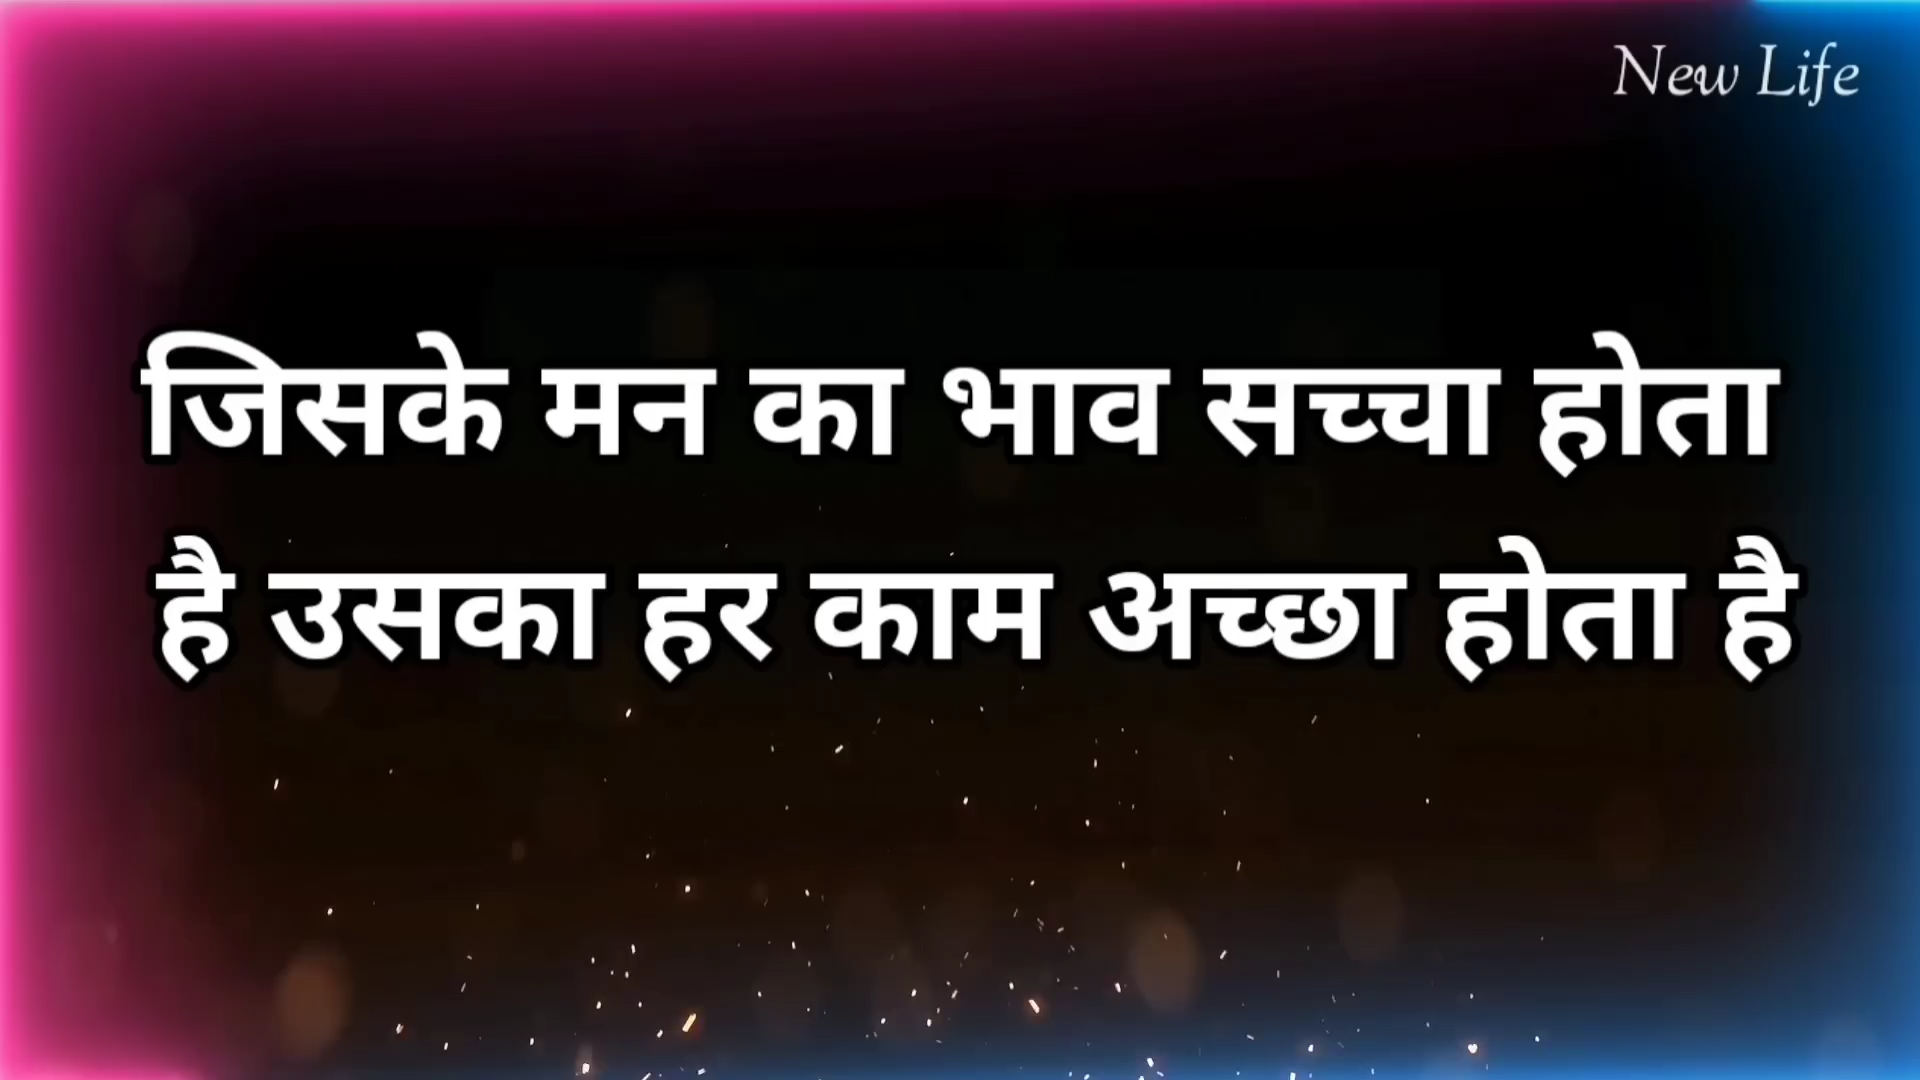 New Life
जिसके मन का भाव सच्चा होता
है उसका हर काम अच्छा होता है